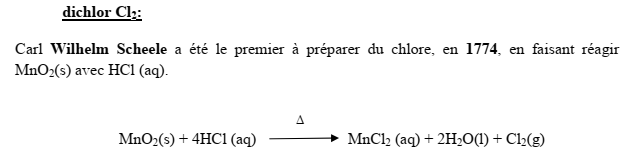 dichlor Cl₂:
Carl Wilhelm Scheele a été le premier à préparer du chlore, en 1774, en faisant réagir
MnO₂(s) avec HCl (aq).
Δ
MnO₂(s) + 4HCl (aq) ⟶ MnCl₂ (aq) + 2H₂O(l) + Cl₂(g)